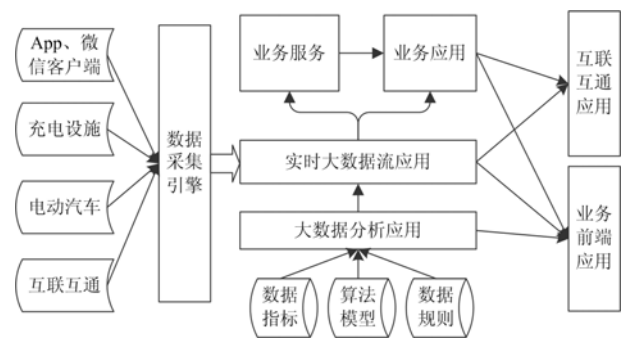 App、微
信客户端
充电设施
电动汽车
互联互通
数据
采集
引擎
业务服务
业务应用
实时大数据流应用
大数据分析应用
数据
指标
算法
模型
数据
规则
互联
互通
应用
业务
前端
应用